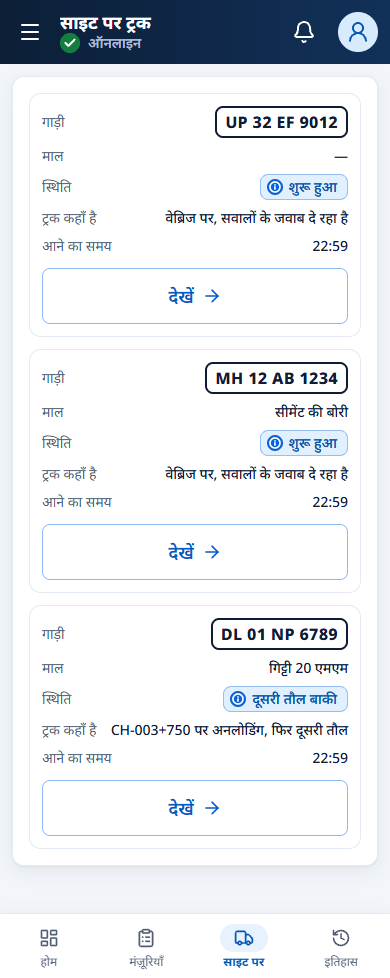 साइट पर ट्रक
ऑनलाइन
गाड़ी UP 32 EF 9012
माल —
स्थिति शुरू हुआ
ट्रक कहाँ है वेब्रिज पर, सवालों के जवाब दे रहा है
आने का समय 22:59
देखें →
गाड़ी MH 12 AB 1234
माल सीमेंट की बोरी
स्थिति शुरू हुआ
ट्रक कहाँ है वेब्रिज पर, सवालों के जवाब दे रहा है
आने का समय 22:59
देखें →
गाड़ी DL 01 NP 6789
माल गिट्टी 20 एमएम
स्थिति दूसरी तौल बाकी
ट्रक कहाँ है CH-003+750 पर अनलोडिंग, फिर दूसरी तौल
आने का समय 22:59
देखें →
होम मंज़ूरियाँ साइट पर इतिहास